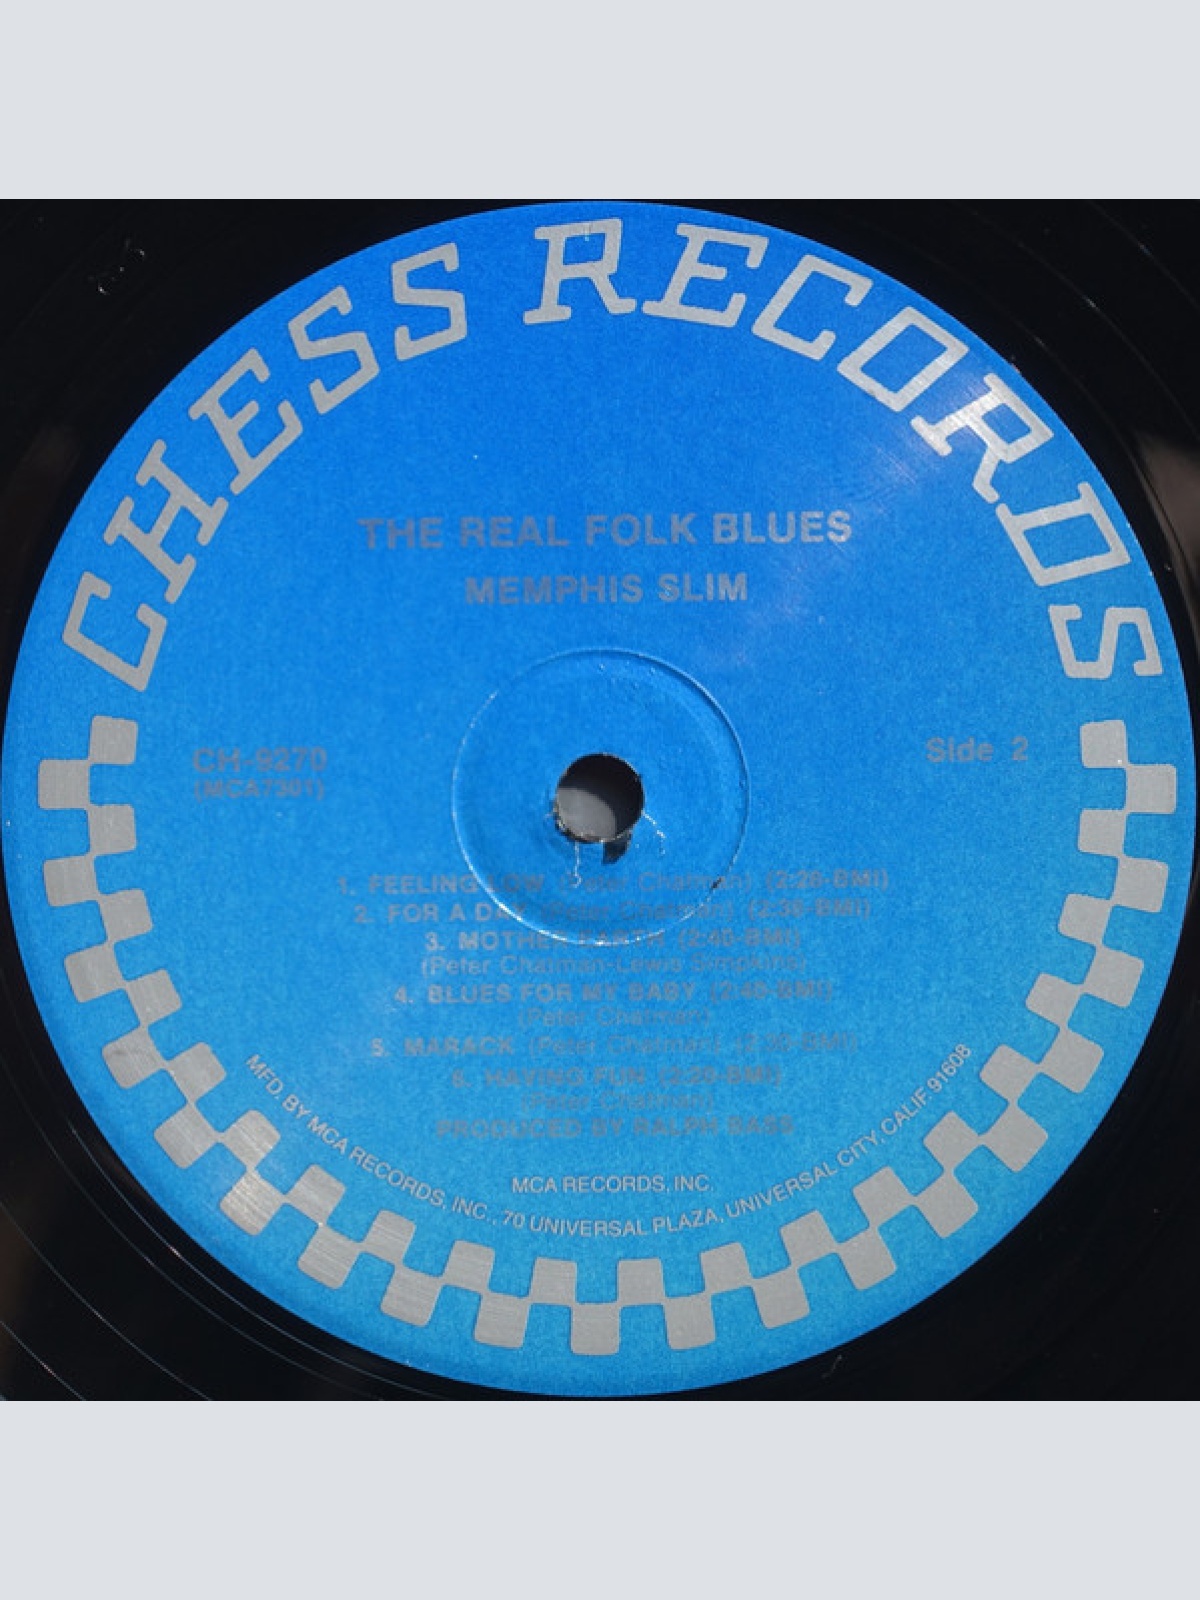 CHESS RECORDS
THE REAL FOLK BLUES
MEMPHIS SLIM
CH-9270
(MCA7301)
Side 2
1. FEELING LOW (Peter Chatman) (2:26-BMI)
2. FOR A DAY (Peter Chatman) (2:38-BMI)
3. MOTHER EARTH (2:40-BMI)
(Peter Chatman-Lewis Simpkins)
4. BLUES FOR MY BABY (2:40-BMI)
(Peter Chatman)
5. MARACK (Peter Chatman) (2:30-BMI)
6. HAVING FUN (2:20-BMI)
(Peter Chatman)
PRODUCED BY RALPH BASS
MCA RECORDS, INC.
MFD. BY MCA RECORDS, INC., 70 UNIVERSAL PLAZA, UNIVERSAL CITY, CALIF. 91608